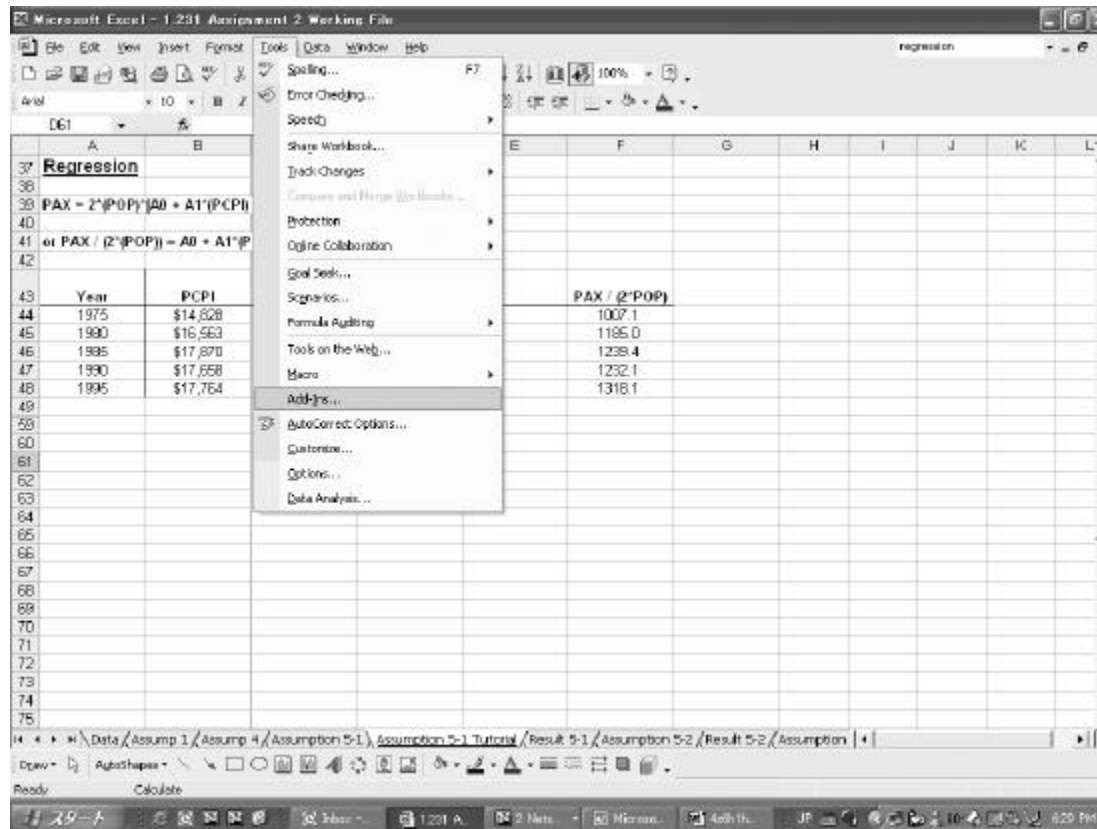 Microsoft Excel - 1.231 Assignment 2 Working File
File Edit View Insert Format Tools Data Window Help
regression
100%
Arial 10 B I
D61 fx
Spelling... F7
Error Checking...
Speech
Share Workbook...
Track Changes
Compare and Merge Workbooks...
Protection
Online Collaboration
Goal Seek...
Scenarios...
Formula Auditing
Tools on the Web...
Macro
Add-Ins...
AutoCorrect Options...
Customize...
Options...
Data Analysis...
A B E F G H I J K L
37 Regression
38
39 PAX = 2*(POP)*(A0 + A1*(PCPI)
40
41 or PAX / (2*(POP)) = A0 + A1*(P
42
43 Year PCPI PAX / (2*POP)
44 1975 $14,828 1007.1
45 1980 $16,563 1185.0
46 1985 $17,870 1239.4
47 1990 $17,658 1232.1
48 1995 $17,764 1318.1
49
59
60
61
62
63
64
65
66
67
68
69
70
71
72
73
74
75
Data / Assump 1 / Assump 4 / Assumption 5-1 \ Assumption 5-1 Tutorial / Result 5-1 / Assumption 5-2 / Result 5-2 / Assumption
Draw AutoShapes
Ready Calculate
スタート Inbox - 1.231 A. 2 Nets. Micros... JP 6:29 PM